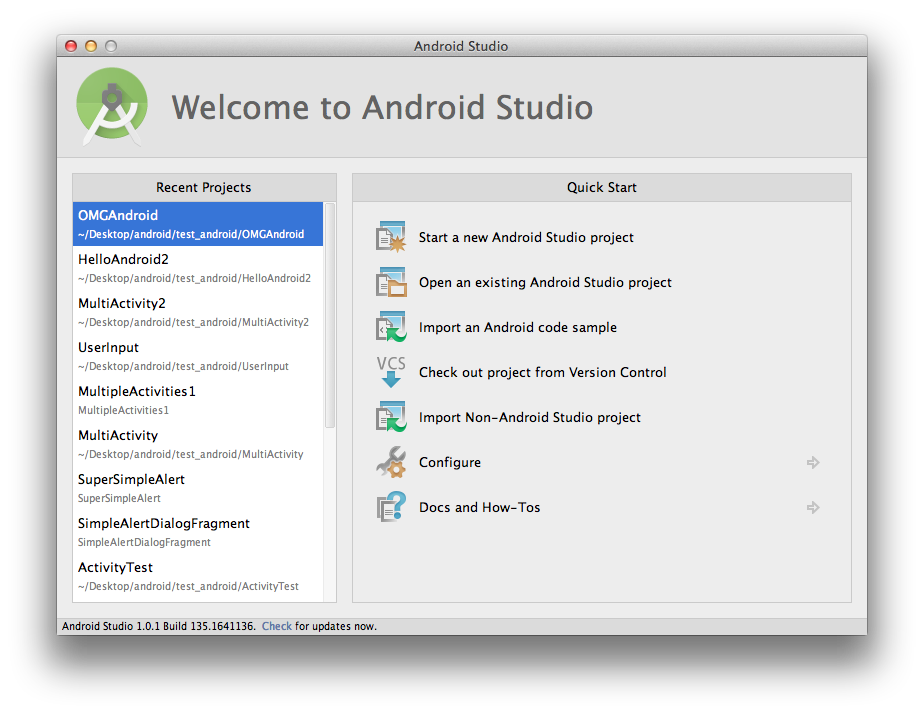 Android Studio
Welcome to Android Studio
Recent Projects
OMGAndroid
~/Desktop/android/test_android/OMGAndroid
HelloAndroid2
~/Desktop/android/test_android/HelloAndroid2
MultiActivity2
~/Desktop/android/test_android/MultiActivity2
UserInput
~/Desktop/android/test_android/UserInput
MultipleActivities1
MultipleActivities1
MultiActivity
~/Desktop/android/test_android/MultiActivity
SuperSimpleAlert
SuperSimpleAlert
SimpleAlertDialogFragment
SimpleAlertDialogFragment
ActivityTest
~/Desktop/android/test_android/ActivityTest
Quick Start
Start a new Android Studio project
Open an existing Android Studio project
Import an Android code sample
VCS
Check out project from Version Control
Import Non-Android Studio project
Configure
Docs and How-Tos
Android Studio 1.0.1 Build 135.1641136. Check for updates now.